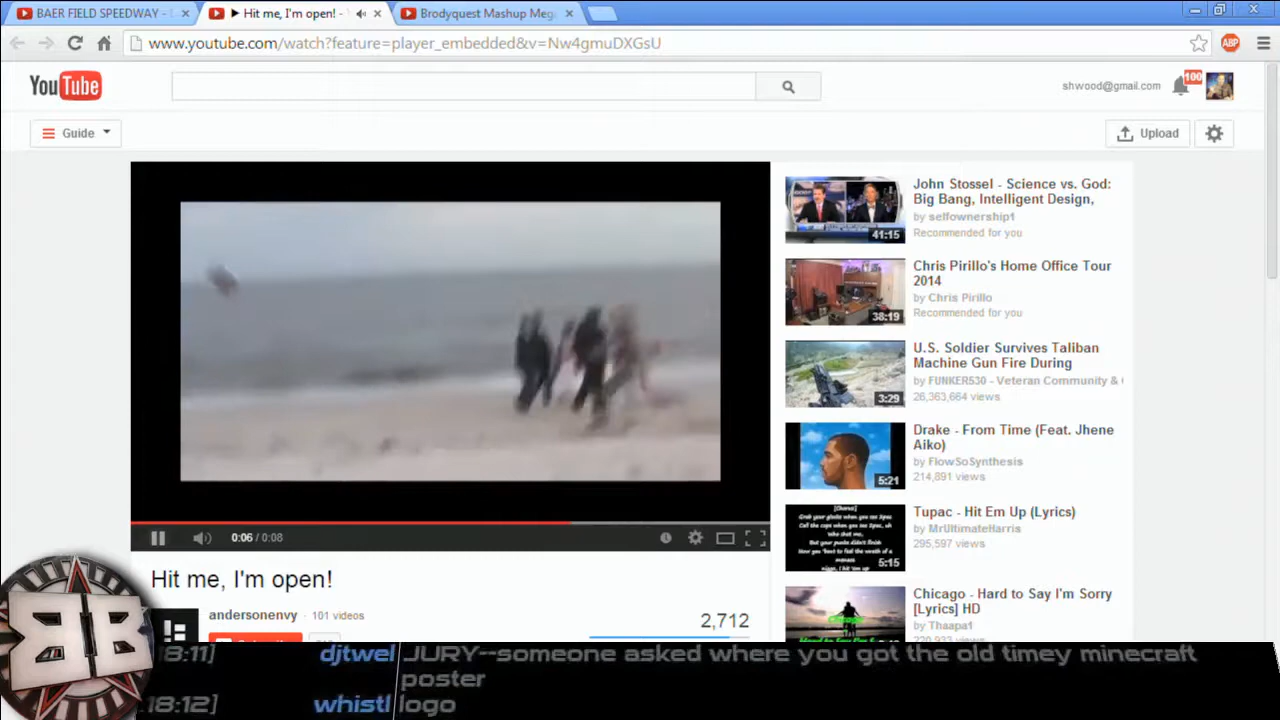 BAER FIELD SPEEDWAY -
Hit me, I'm open! -
Brodyquest Mashup Meg
www.youtube.com/watch?feature=player_embedded&v=Nw4gmuDXGsU
ABP
You Tube
shwood@gmail.com
100
Guide
Upload
John Stossel - Science vs. God:
Big Bang, Intelligent Design,
by selfownership1
Recommended for you
41:15
Chris Pirillo's Home Office Tour
2014
by Chris Pirillo
Recommended for you
38:19
U.S. Soldier Survives Taliban
Machine Gun Fire During
by FUNKER530 - Veteran Community &
26,363,664 views
3:29
Drake - From Time (Feat. Jhene
Aiko)
by FlowSoSynthesis
214,891 views
5:21
Tupac - Hit Em Up (Lyrics)
by MrUltimateHarris
295,597 views
5:15
Chicago - Hard to Say I'm Sorry
[Lyrics] HD
by Thaapa1
0:06 / 0:08
Hit me, I'm open!
andersonenvy · 101 videos
2,712
BB
18:11] djtwel JURY--someone asked where you got the old timey minecraft
poster
18:12] whistl logo